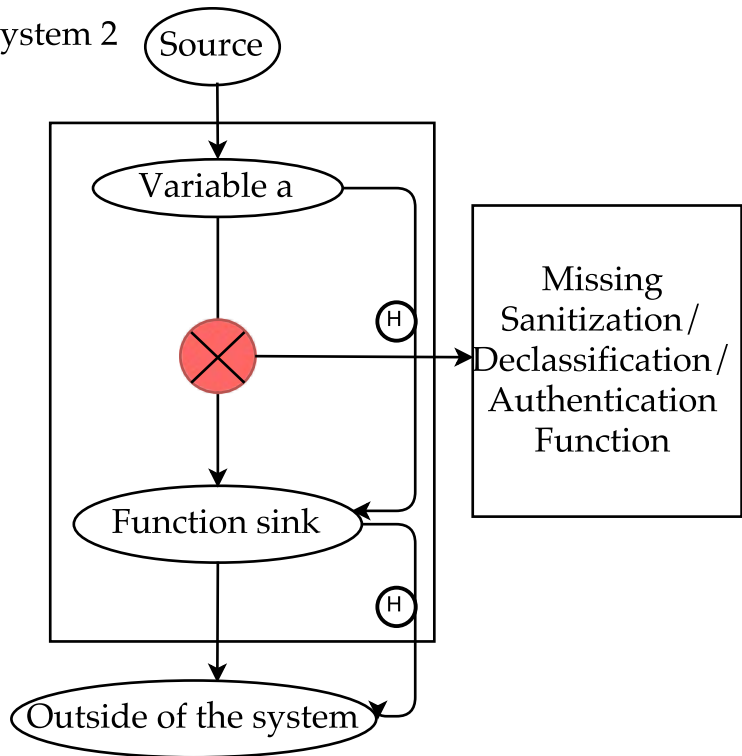 ystem 2
Source
Variable a
H
Missing
Sanitization/
Declassification/
Authentication
Function
Function sink
H
Outside of the system